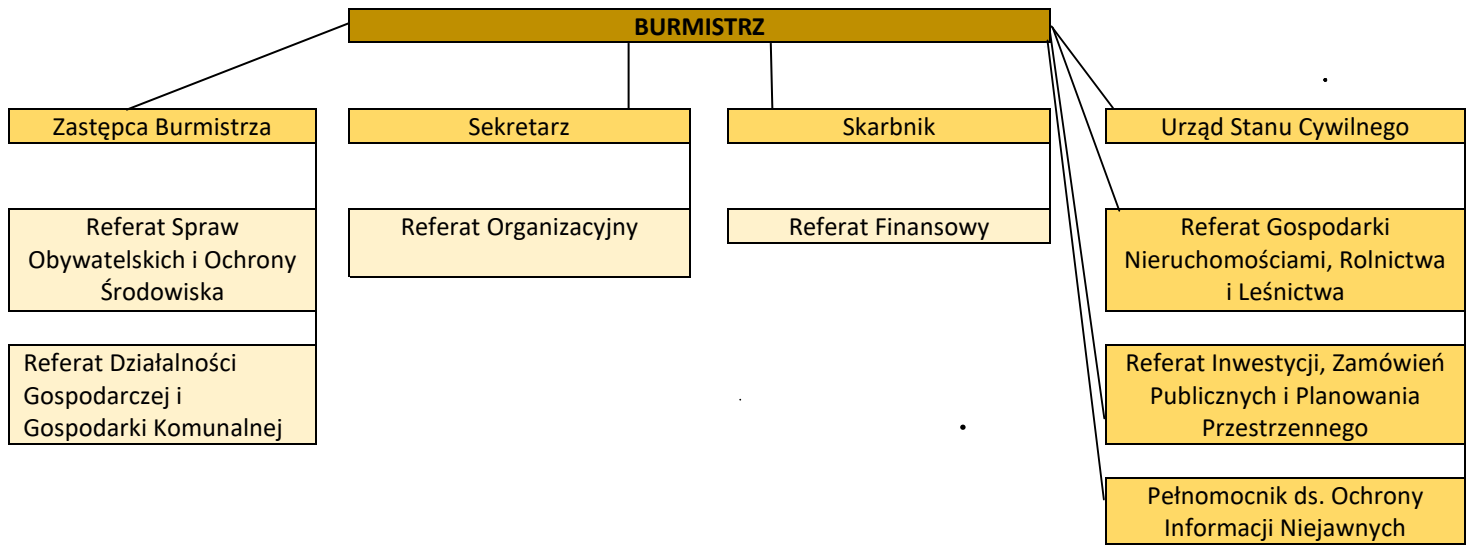 BURMISTRZ
Zastępca Burmistrza
Sekretarz
Skarbnik
Urząd Stanu Cywilnego
Referat Spraw
Obywatelskich i Ochrony
Środowiska
Referat Organizacyjny
Referat Finansowy
Referat Gospodarki
Nieruchomościami, Rolnictwa
i Leśnictwa
Referat Działalności
Gospodarczej i
Gospodarki Komunalnej
Referat Inwestycji, Zamówień
Publicznych i Planowania
Przestrzennego
Pełnomocnik ds. Ochrony
Informacji Niejawnych